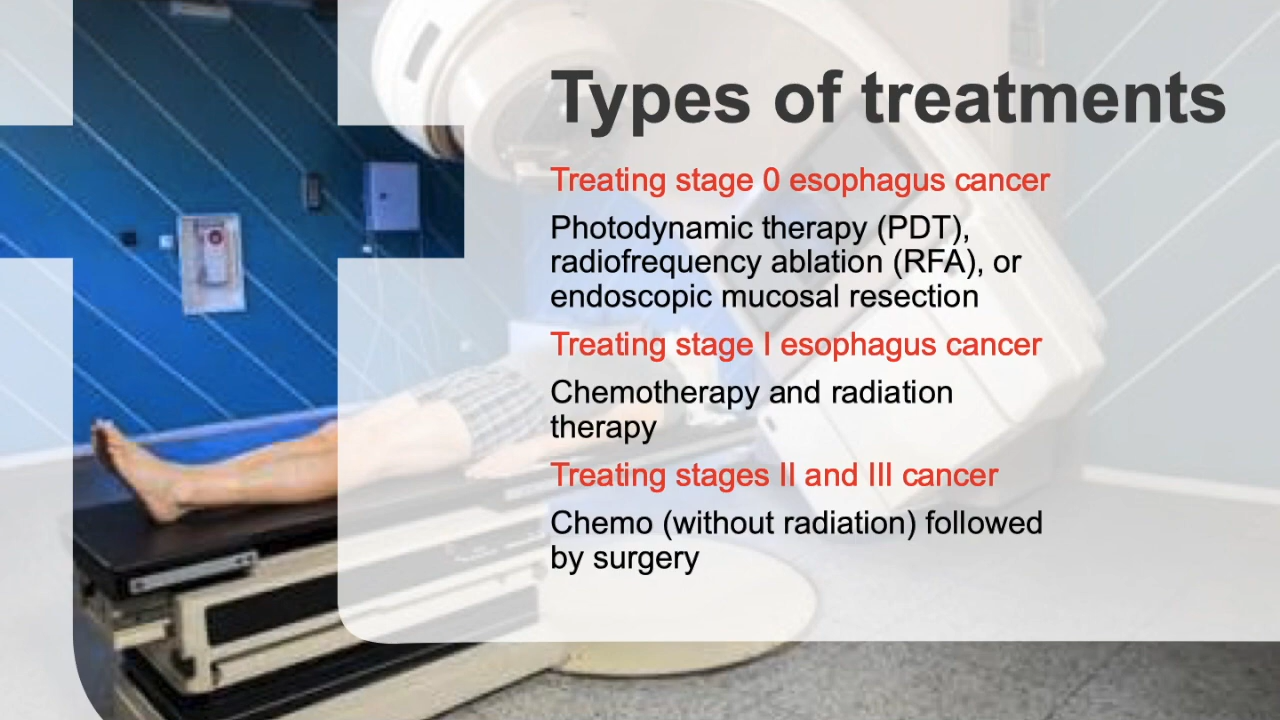 Types of treatments
Treating stage 0 esophagus cancer
Photodynamic therapy (PDT),
radiofrequency ablation (RFA), or
endoscopic mucosal resection
Treating stage I esophagus cancer
Chemotherapy and radiation
therapy
Treating stages II and III cancer
Chemo (without radiation) followed
by surgery